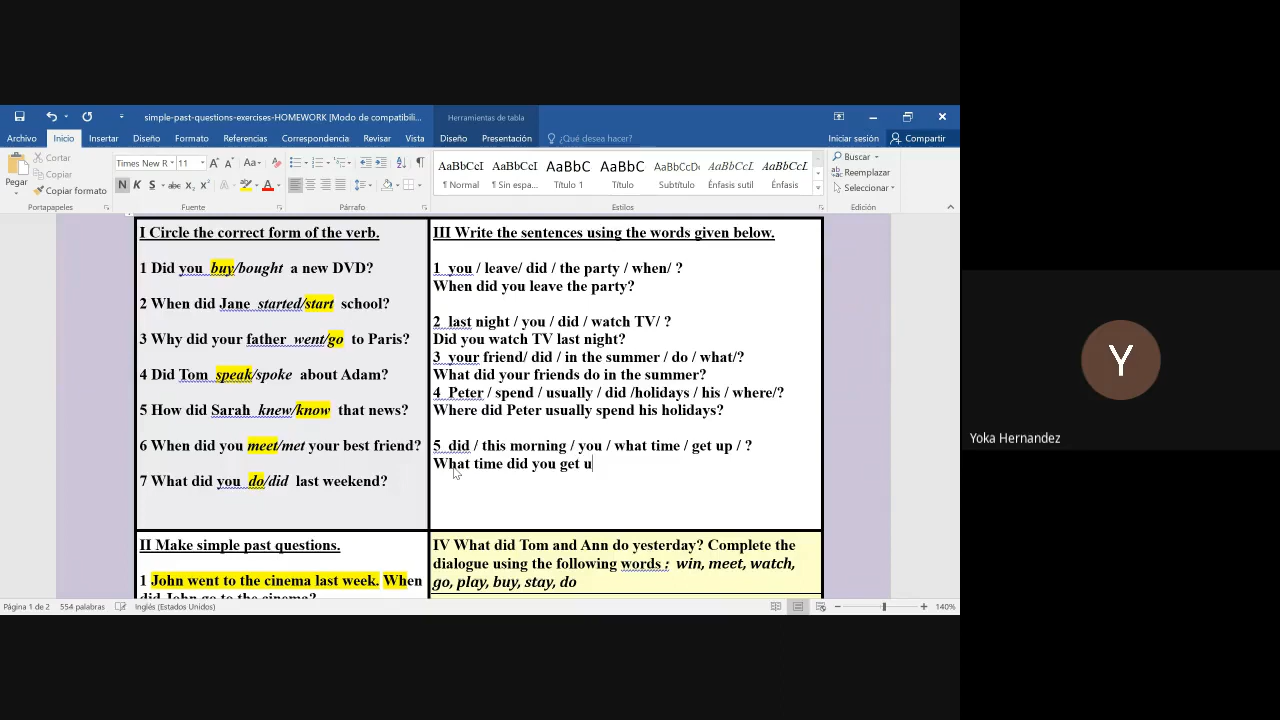 simple-past-questions-exercises-HOMEWORK [Modo de compatibili...
Herramientas de tabla
Archivo Inicio Insertar Diseño Formato Referencias Correspondencia Revisar Vista Diseño Presentación ¿Qué desea hacer? Iniciar sesión Compartir
Pegar
Cortar
Copiar
Copiar formato
Times New R 11
Buscar
Reemplazar
Seleccionar
AaBbCcI AaBbCcI AaBbC AaBbC AaBbCcD AaBbCcL AaBbCcL
¶ Normal ¶ Sin espa... Título 1 Título Subtítulo Énfasis sutil Énfasis
Portapapeles Fuente Párrafo Estilos Edición
I Circle the correct form of the verb.
1 Did you buy/bought a new DVD?
2 When did Jane started/start school?
3 Why did your father went/go to Paris?
4 Did Tom speak/spoke about Adam?
5 How did Sarah knew/know that news?
6 When did you meet/met your best friend?
7 What did you do/did last weekend?
III Write the sentences using the words given below.
1 you / leave/ did / the party / when/ ?
When did you leave the party?
2 last night / you / did / watch TV/ ?
Did you watch TV last night?
3 your friend/ did / in the summer / do / what/?
What did your friends do in the summer?
4 Peter / spend / usually / did /holidays / his / where/?
Where did Peter usually spend his holidays?
5 did / this morning / you / what time / get up / ?
What time did you get u
II Make simple past questions.
1 John went to the cinema last week. When
did John go to the cinema?
IV What did Tom and Ann do yesterday? Complete the
dialogue using the following words : win, meet, watch,
go, play, buy, stay, do
Página 1 de 2 554 palabras Inglés (Estados Unidos) 140%
Y
Yoka Hernandez